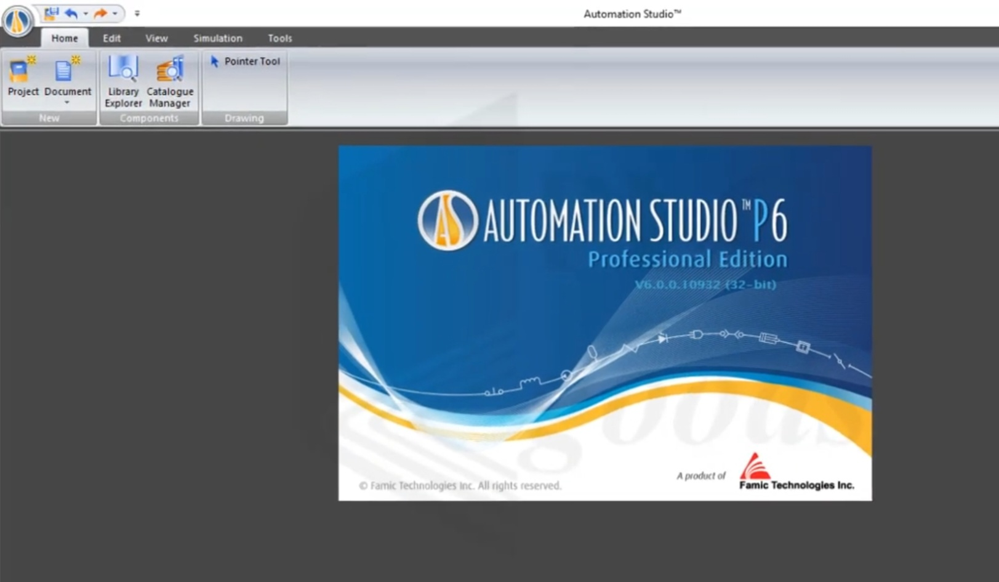 Automation Studio™
Home Edit View Simulation Tools
Pointer Tool
Project Document Library Explorer Catalogue Manager
New Components Drawing
AS AUTOMATION STUDIO™ P6
Professional Edition
V6.0.0.10932 (32-bit)
goods
A product of
Famic Technologies Inc.
© Famic Technologies Inc. All rights reserved.